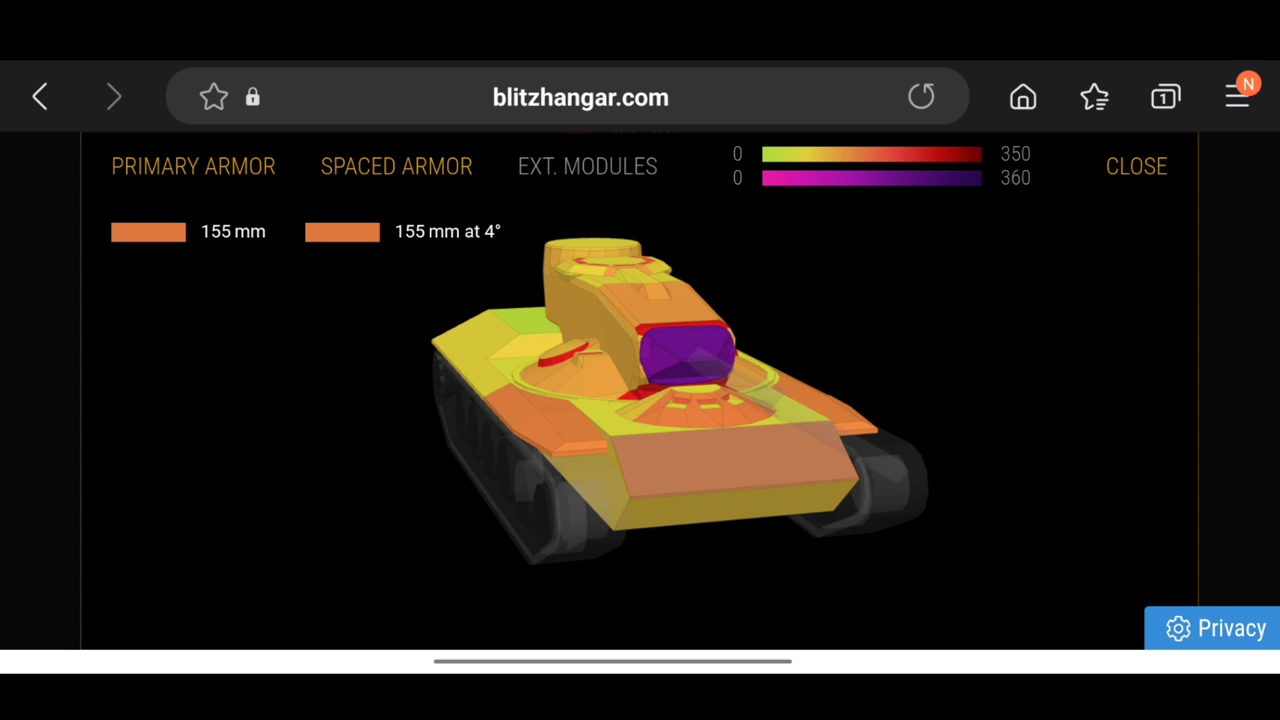 blitzhangar.com
1
N
PRIMARY ARMOR SPACED ARMOR EXT. MODULES 0 350 CLOSE
0 360
155 mm 155 mm at 4°
Privacy